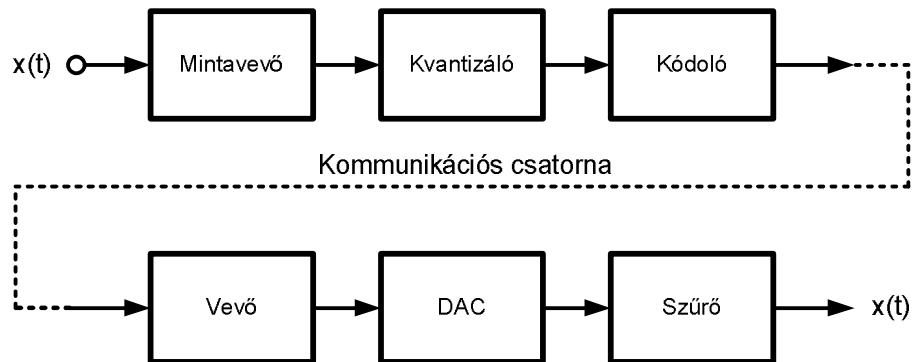 x(t) Mintavevő Kvantizáló Kódoló
Kommunikációs csatorna
Vevő DAC Szűrő x(t)